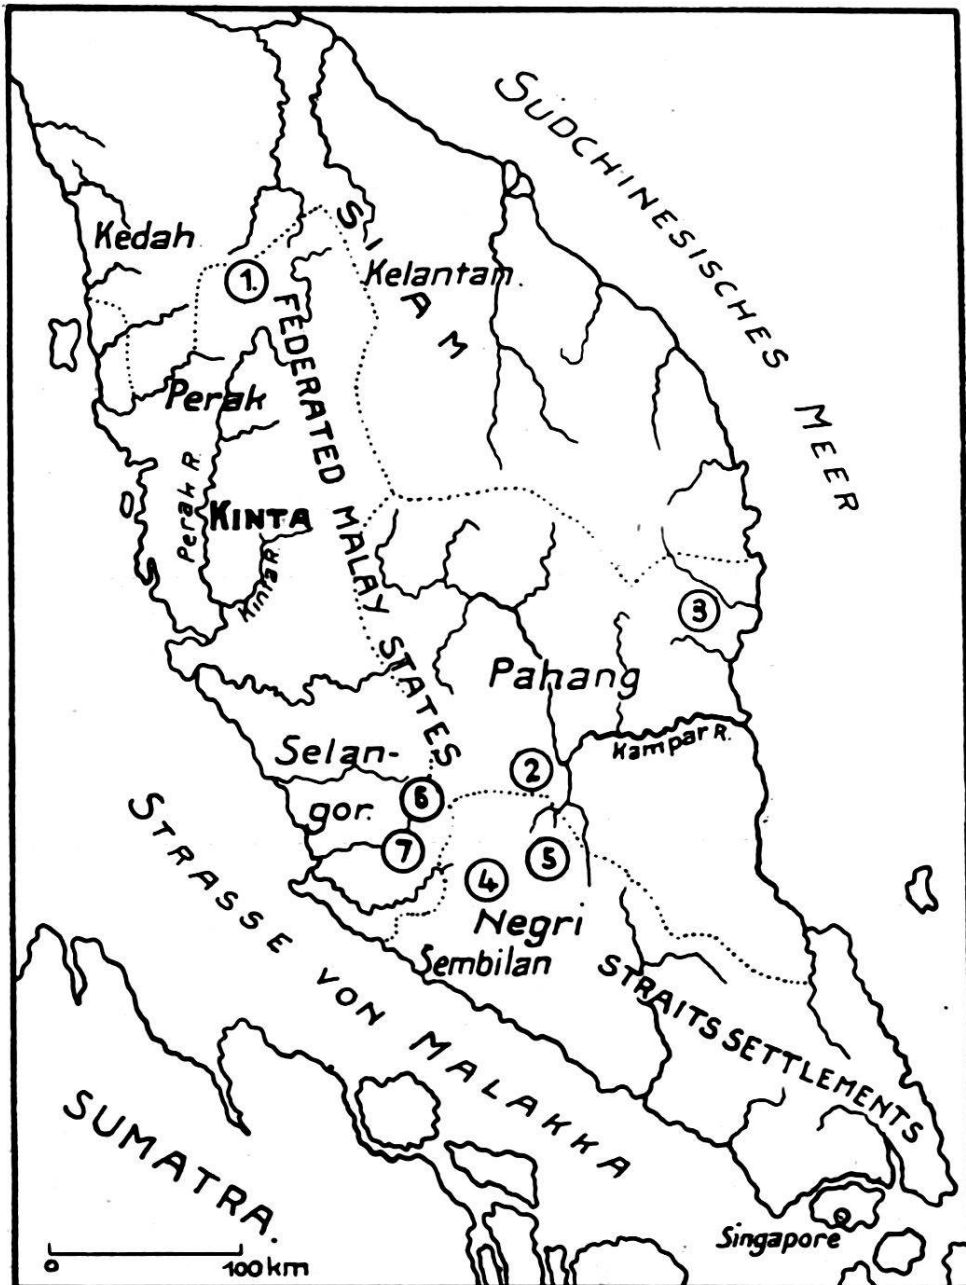 SÜDCHINESISCHES MEER
SIAM
Kedah
1.
Kelantam.
FEDERATED MALAY STATES
Perak
Perak R.
KINTA
Kinta R.
3
Pahang
Kampar R.
Selan-
gor.
2
6
7
5
4
Negri
Sembilan
STRAITS SETTLEMENTS
STRASSE VON MALAKKA
SUMATRA.
Singapore
0 100 km